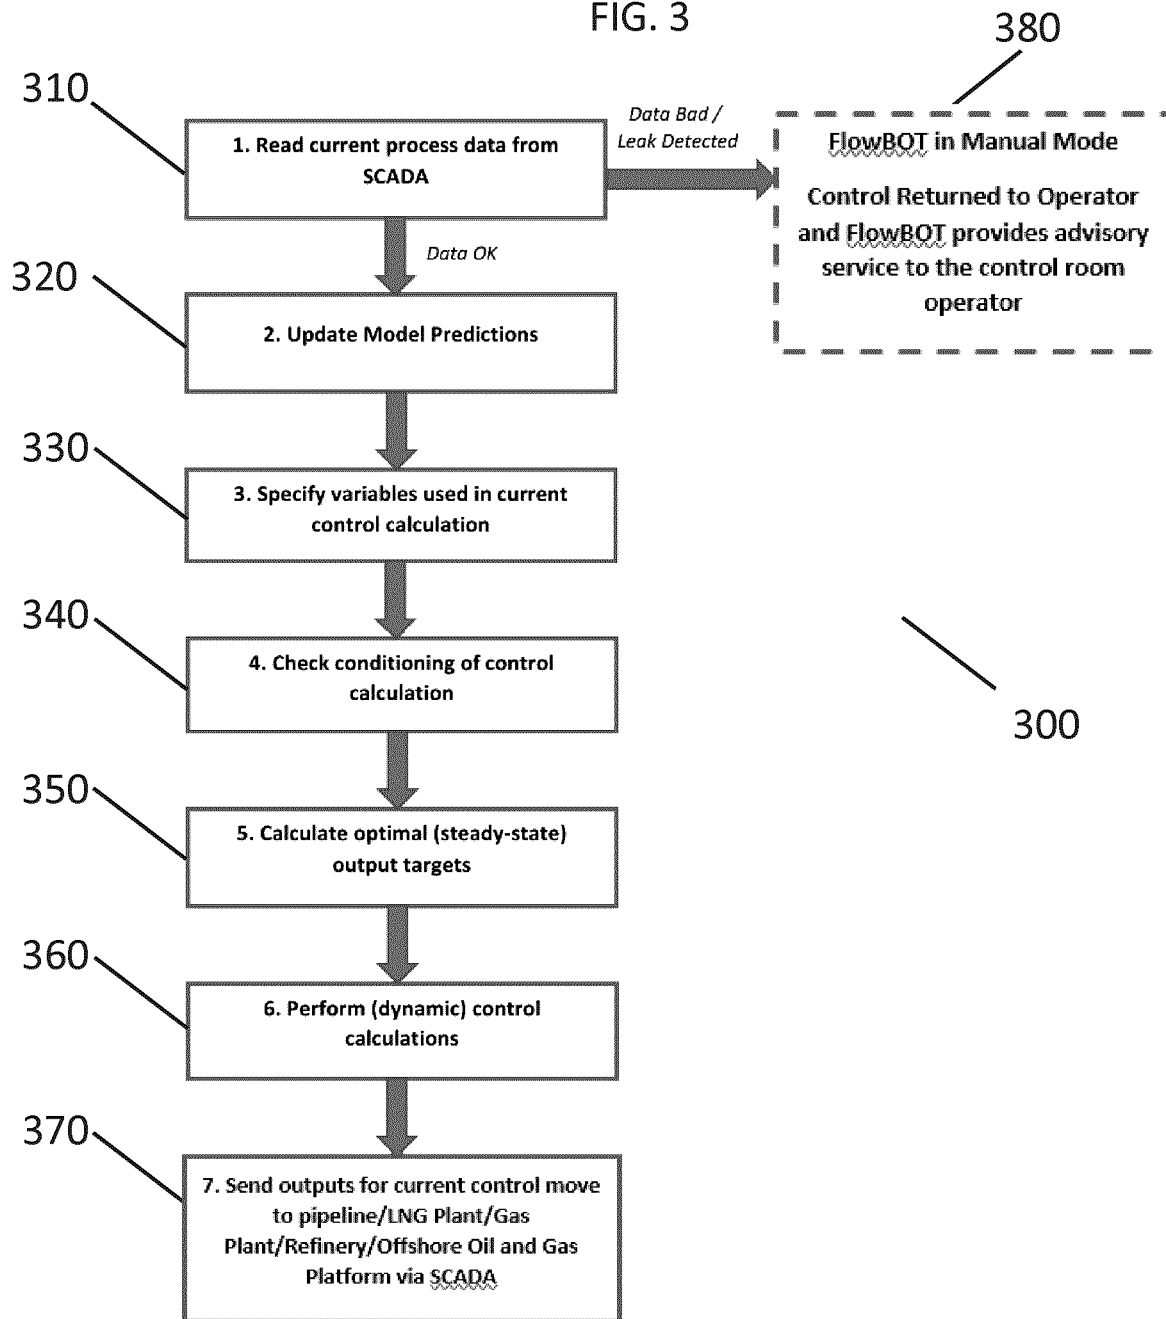 FIG. 3
380
310
Data Bad /
Leak Detected
1. Read current process data from
SCADA
FlowBOT in Manual Mode
Control Returned to Operator
and FlowBOT provides advisory
service to the control room
operator
Data OK
320
2. Update Model Predictions
330
3. Specify variables used in current
control calculation
340
4. Check conditioning of control
calculation
300
350
5. Calculate optimal (steady-state)
output targets
360
6. Perform (dynamic) control
calculations
370
7. Send outputs for current control move
to pipeline/LNG Plant/Gas
Plant/Refinery/Offshore Oil and Gas
Platform via SCADA